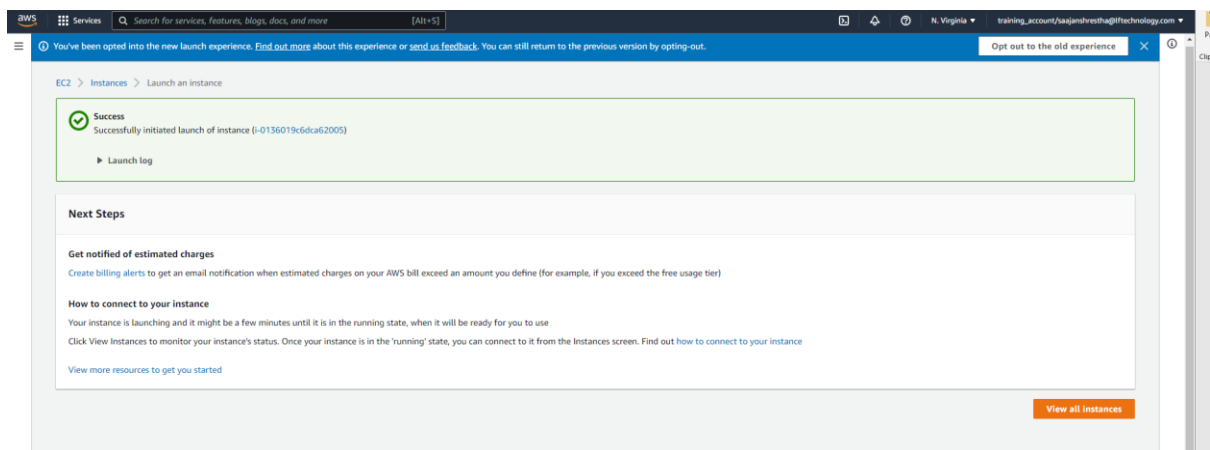 aws Services Search for services, features, blogs, docs, and more [Alt+S] N. Virginia training_account/saajanshrestha@lftechnology.com
You've been opted into the new launch experience. Find out more about this experience or send us feedback. You can still return to the previous version by opting-out. Opt out to the old experience
EC2 > Instances > Launch an instance
Success
Successfully initiated launch of instance (i-0136019c6dca62005)
Launch log
Next Steps
Get notified of estimated charges
Create billing alerts to get an email notification when estimated charges on your AWS bill exceed an amount you define (for example, if you exceed the free usage tier)
How to connect to your instance
Your instance is launching and it might be a few minutes until it is in the running state, when it will be ready for you to use
Click View Instances to monitor your instance's status. Once your instance is in the 'running' state, you can connect to it from the Instances screen. Find out how to connect to your instance
View more resources to get you started
View all instances
Clip